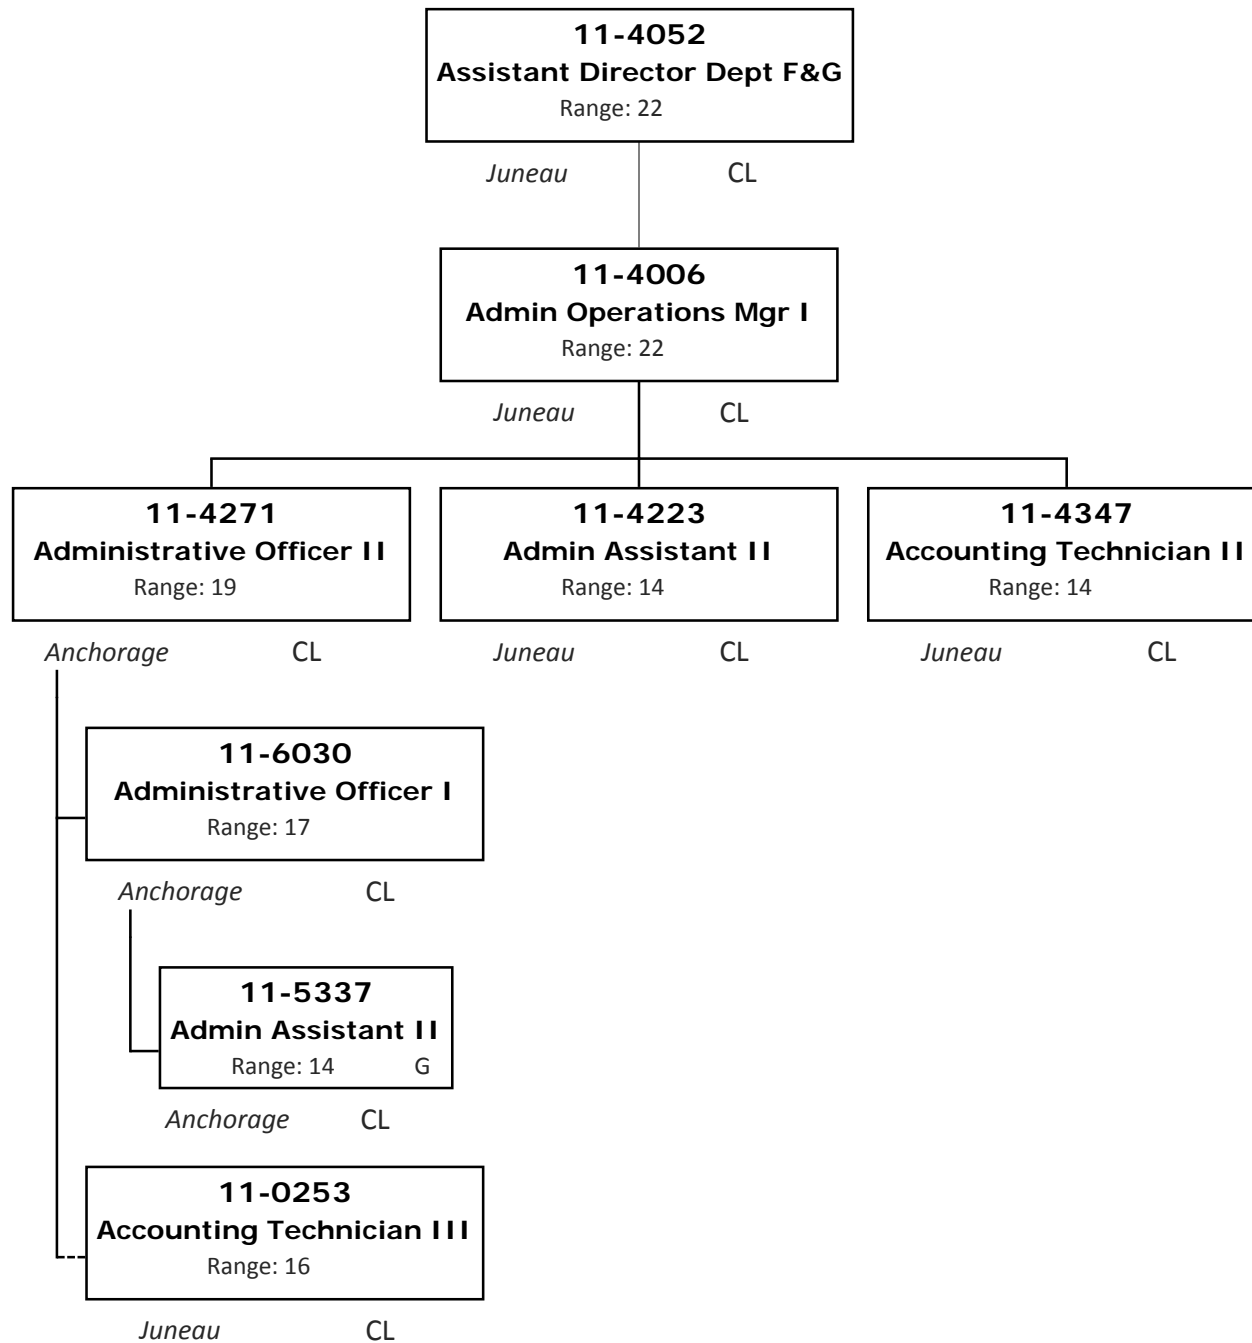 11-4052
Assistant Director Dept F&G
Range: 22
Juneau CL
11-4006
Admin Operations Mgr I
Range: 22
Juneau CL
11-4271
Administrative Officer II
Range: 19
Anchorage CL
11-4223
Admin Assistant II
Range: 14
Juneau CL
11-4347
Accounting Technician II
Range: 14
Juneau CL
11-6030
Administrative Officer I
Range: 17
Anchorage CL
11-5337
Admin Assistant II
Range: 14 G
Anchorage CL
11-0253
Accounting Technician III
Range: 16
Juneau CL